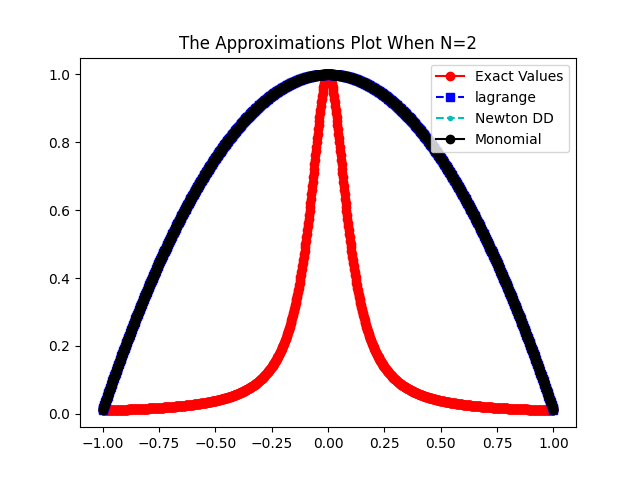 The Approximations Plot When N=2
Exact Values
lagrange
Newton DD
Monomial
1.0
0.8
0.6
0.4
0.2
0.0
−1.00 −0.75 −0.50 −0.25 0.00 0.25 0.50 0.75 1.00